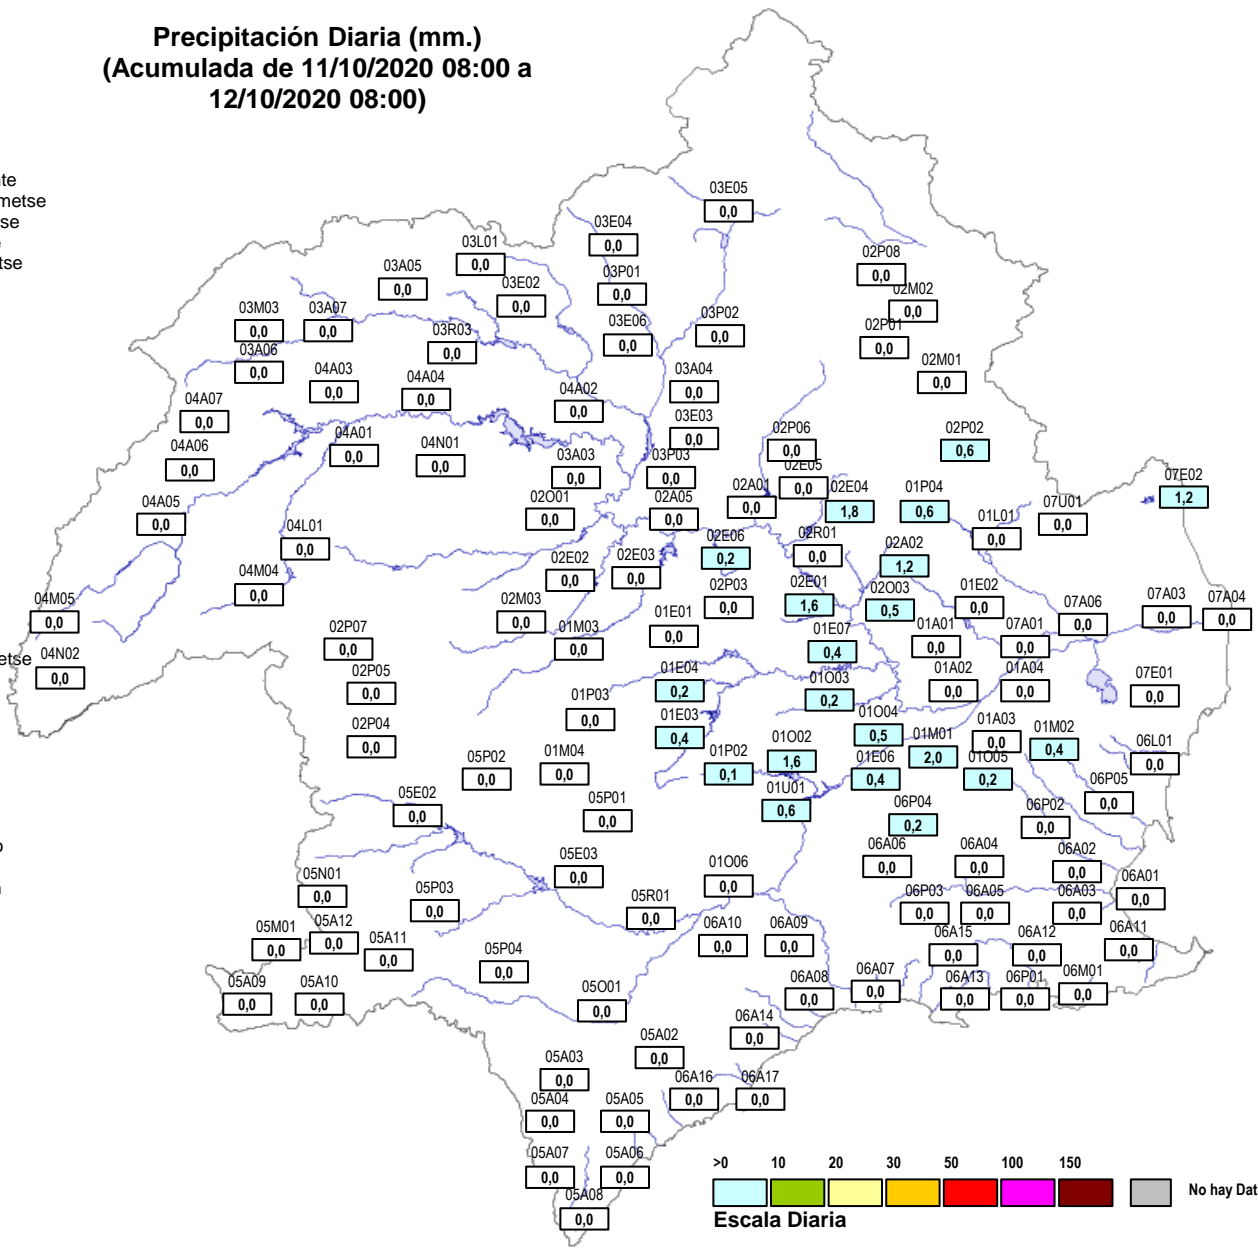 Precipitación Diaria (mm.)
(Acumulada de 11/10/2020 08:00 a
12/10/2020 08:00)
te
metse
se
e
tse
etse
o
n
03E05
0,0
03E04
0,0
03L01
0,0
02P08
0,0
03A05
0,0
03P01
0,0
03E02
0,0
02M02
0,0
03M03
0,0
03A07
0,0
03P02
0,0
03E06
0,0
03R03
0,0
02P01
0,0
03A06
0,0
02M01
0,0
04A03
0,0
04A04
0,0
03A04
0,0
04A02
0,0
04A07
0,0
03E03
0,0
02P06
0,0
02P02
0,6
04A01
0,0
04N01
0,0
04A06
0,0
03A03
0,0
03P03
0,0
02E05
0,0
07E02
1,2
02A01
0,0
02E04
1,8
01P04
0,6
02O01
0,0
02A05
0,0
04A05
0,0
07U01
0,0
01L01
0,0
04L01
0,0
02E06
0,2
02R01
0,0
02A02
1,2
02E02
0,0
02E03
0,0
04M04
0,0
02P03
0,0
02E01
1,6
02O03
0,5
01E02
0,0
04M05
0,0
02M03
0,0
01E01
0,0
07A06
0,0
07A03
0,0
07A04
0,0
02P07
0,0
01M03
0,0
01E07
0,4
01A01
0,0
07A01
0,0
04N02
0,0
02P05
0,0
01E04
0,2
01O03
0,2
01A02
0,0
01A04
0,0
07E01
0,0
01P03
0,0
01E03
0,4
02P04
0,0
01O04
0,5
01A03
0,0
01M02
0,4
05P02
0,0
01M04
0,0
01P02
0,1
01O02
1,6
01M01
2,0
01E06
0,4
01O05
0,2
06L01
0,0
05E02
0,0
05P01
0,0
01U01
0,6
06P04
0,2
06P02
0,0
06P05
0,0
05E03
0,0
01O06
0,0
06A06
0,0
06A04
0,0
06A02
0,0
05N01
0,0
05P03
0,0
05R01
0,0
06P03
0,0
06A05
0,0
06A03
0,0
06A01
0,0
05M01
0,0
05A12
0,0
05A11
0,0
06A10
0,0
06A09
0,0
06A15
0,0
06A12
0,0
06A11
0,0
05P04
0,0
05A09
0,0
05A10
0,0
05O01
0,0
06A08
0,0
06A07
0,0
06A13
0,0
06P01
0,0
06M01
0,0
06A14
0,0
05A02
0,0
05A03
0,0
06A16
0,0
06A17
0,0
05A04
0,0
05A05
0,0
05A07
0,0
05A06
0,0
05A08
0,0
>0 10 20 30 50 100 150
No hay Dat
Escala Diaria